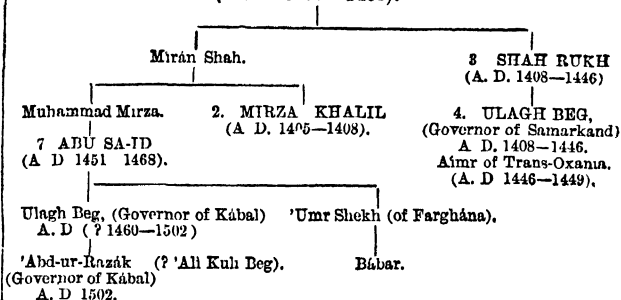 Mirán Shah.
3 SHAH RUKH
(A. D. 1408—1446)
Muhammad Mirza.
2. MIRZA KHALIL
(A. D. 1405—1408).
4. ULAGH BEG,
(Governor of Samarkand)
A D. 1408—1446.
Aimr of Trans-Oxania.
(A. D 1446—1449).
7 ABU SA-ID
(A D 1451 1468).
Ulagh Beg, (Governor of Kábal)
A. D (? 1460—1502)
'Umr Shekh (of Farghána).
'Abd-ur-Razák (? 'Ali Kuli Beg).
(Governor of Kábal)
A. D 1502.
Bábar.